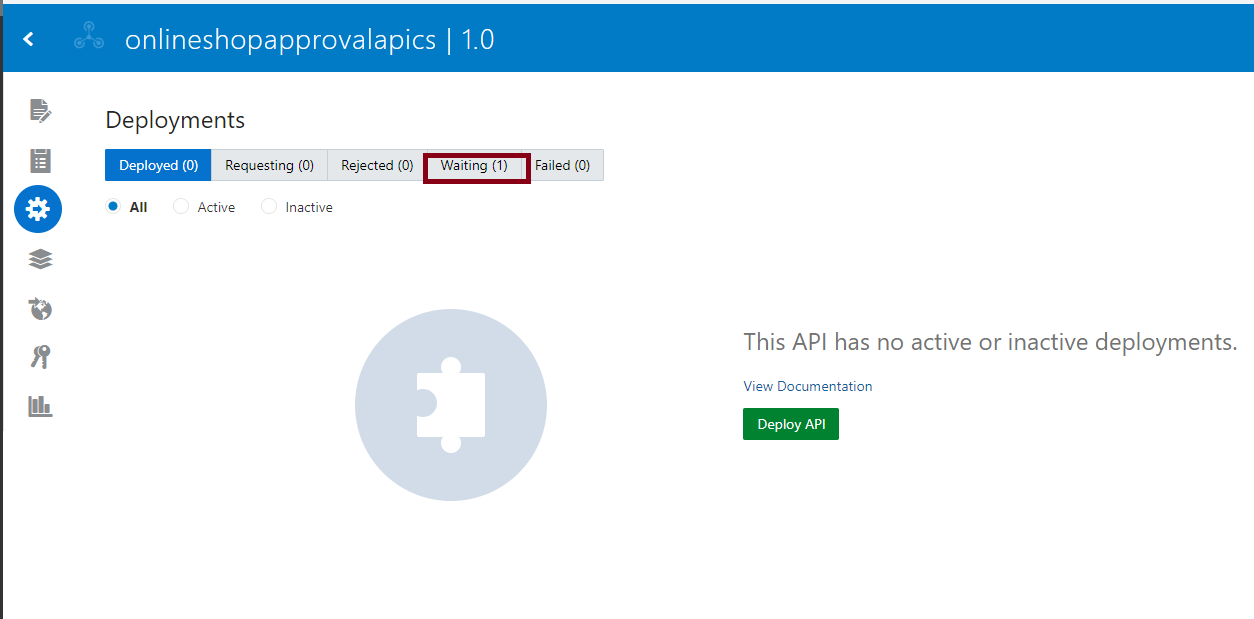 onlineshopapprovalapics | 1.0
Deployments
Deployed (0) Requesting (0) Rejected (0) Waiting (1) Failed (0)
All Active Inactive
This API has no active or inactive deployments.
View Documentation
Deploy API